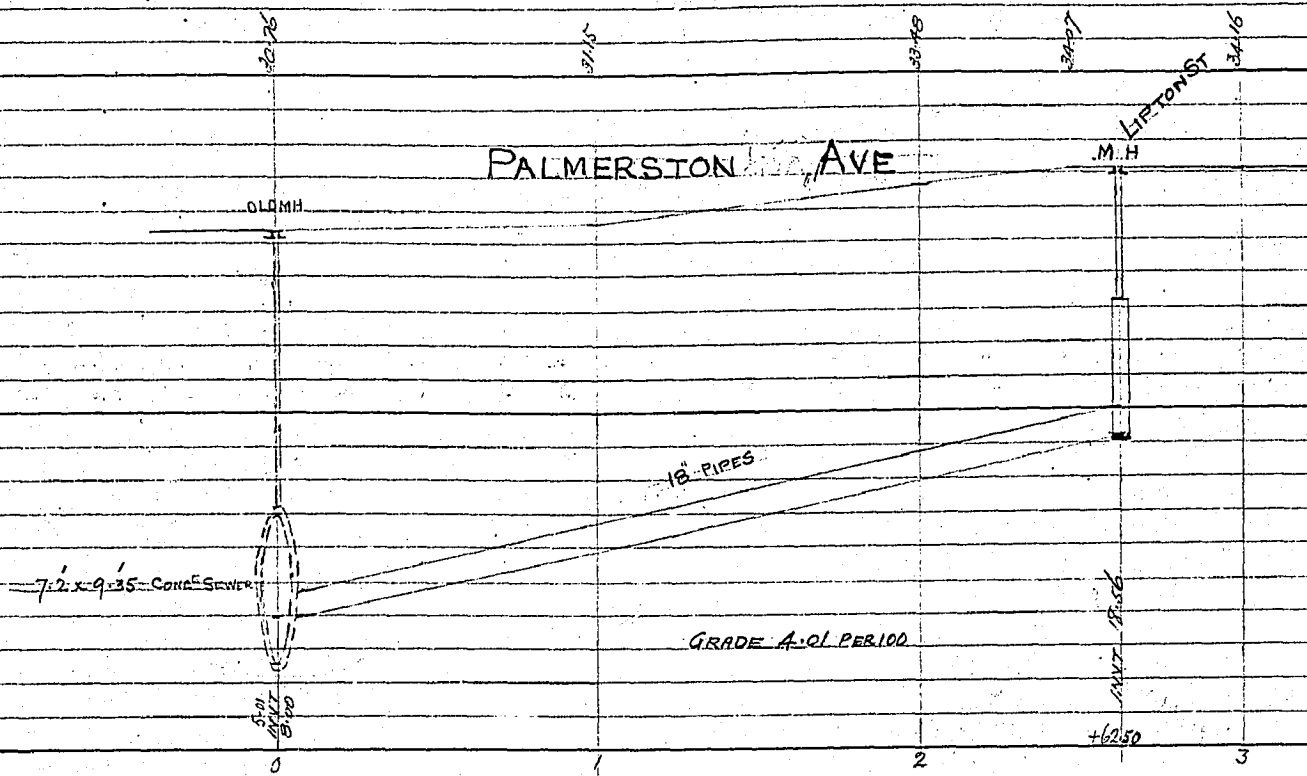 30.76
31.15
33.48
34.07
34.16
LIPTON ST
PALMERSTON AVE
M.H
OLD MH
18" PIPES
7.2' x 9.35' CONCE SEWER
GRADE 4.01 PER 100
INVT 18.56
5.01
INVT
8.00
+62.50
0 1 2 3